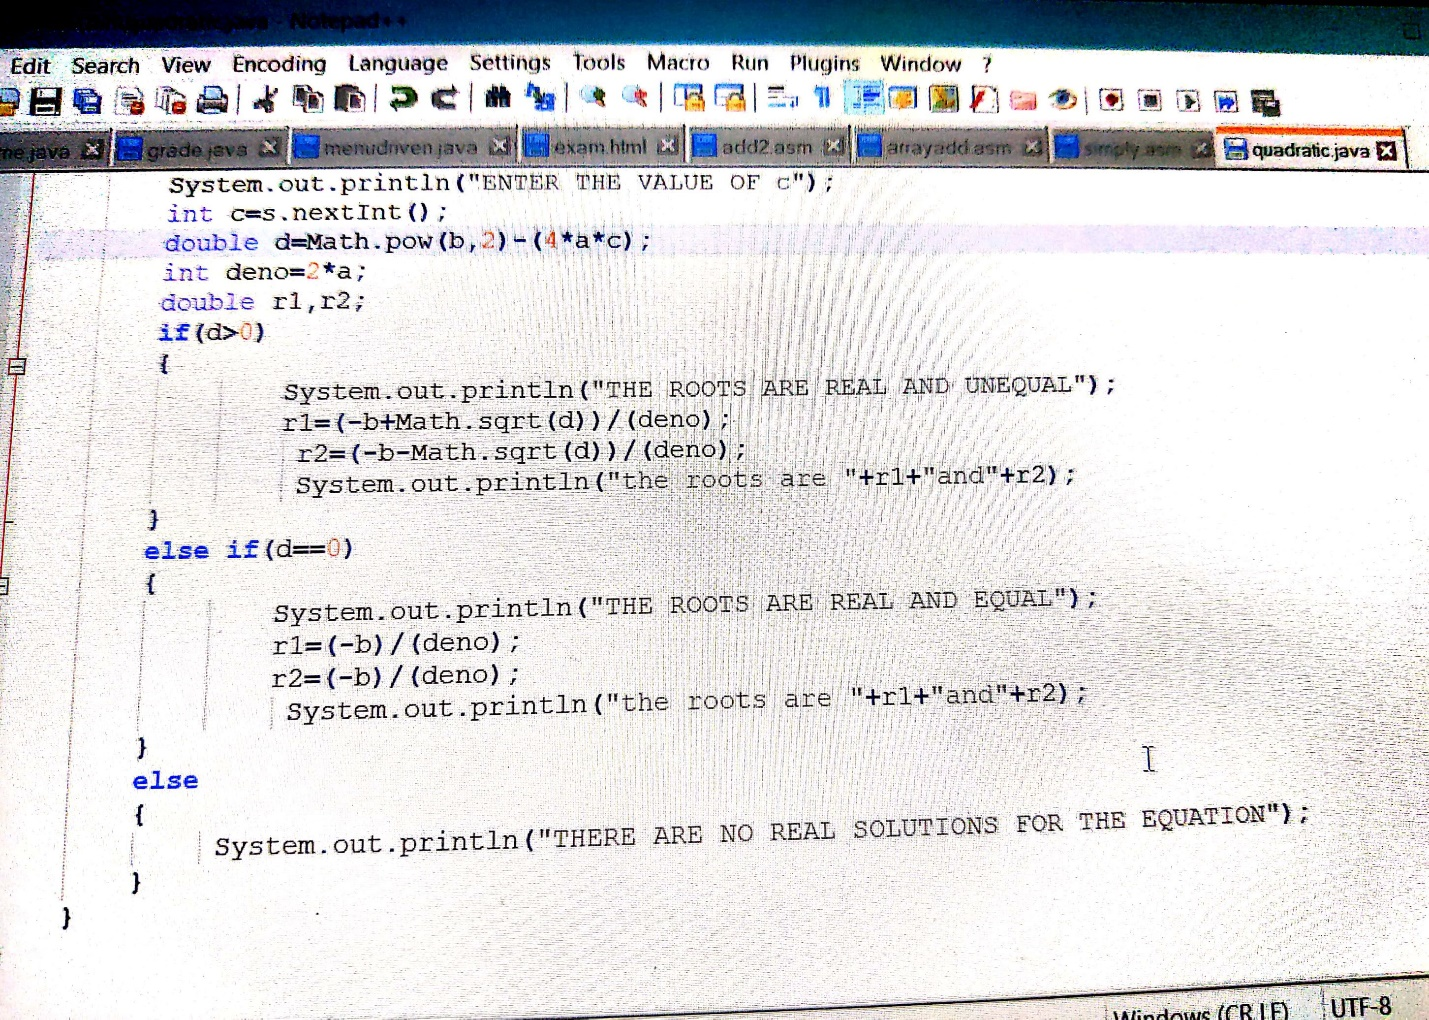 Notepad++
Edit Search View Encoding Language Settings Tools Macro Run Plugins Window ?
me.java grade.java menudriven.java exam.html add2.asm arrayadd.asm simply.asm quadratic.java
System.out.println("ENTER THE VALUE OF c");
int c=s.nextInt();
double d=Math.pow(b,2)-(4*a*c);
int deno=2*a;
double r1,r2;
if(d>0)
{
System.out.println("THE ROOTS ARE REAL AND UNEQUAL");
r1=(-b+Math.sqrt(d))/(deno);
r2=(-b-Math.sqrt(d))/(deno);
System.out.println("the roots are "+r1+"and"+r2);
}
else if(d==0)
{
System.out.println("THE ROOTS ARE REAL AND EQUAL");
r1=(-b)/(deno);
r2=(-b)/(deno);
System.out.println("the roots are "+r1+"and"+r2);
}
else
{
System.out.println("THERE ARE NO REAL SOLUTIONS FOR THE EQUATION");
}
}
Windows (CR LF) UTF-8